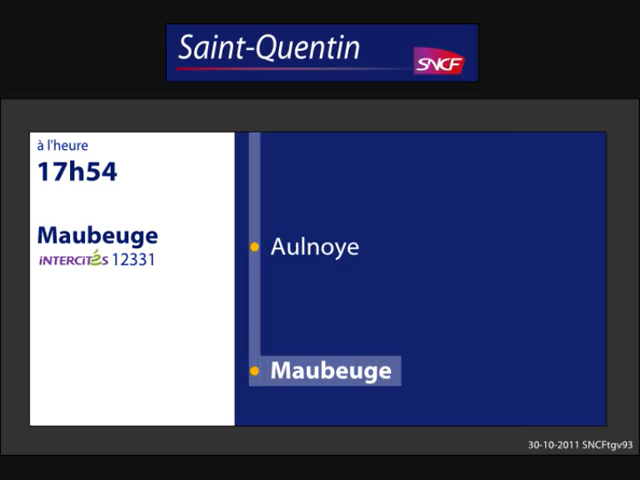 Saint-Quentin
SNCF
à l'heure
17h54
Maubeuge
iNTERCITéS 12331
Aulnoye
Maubeuge
30-10-2011 SNCFtgv93